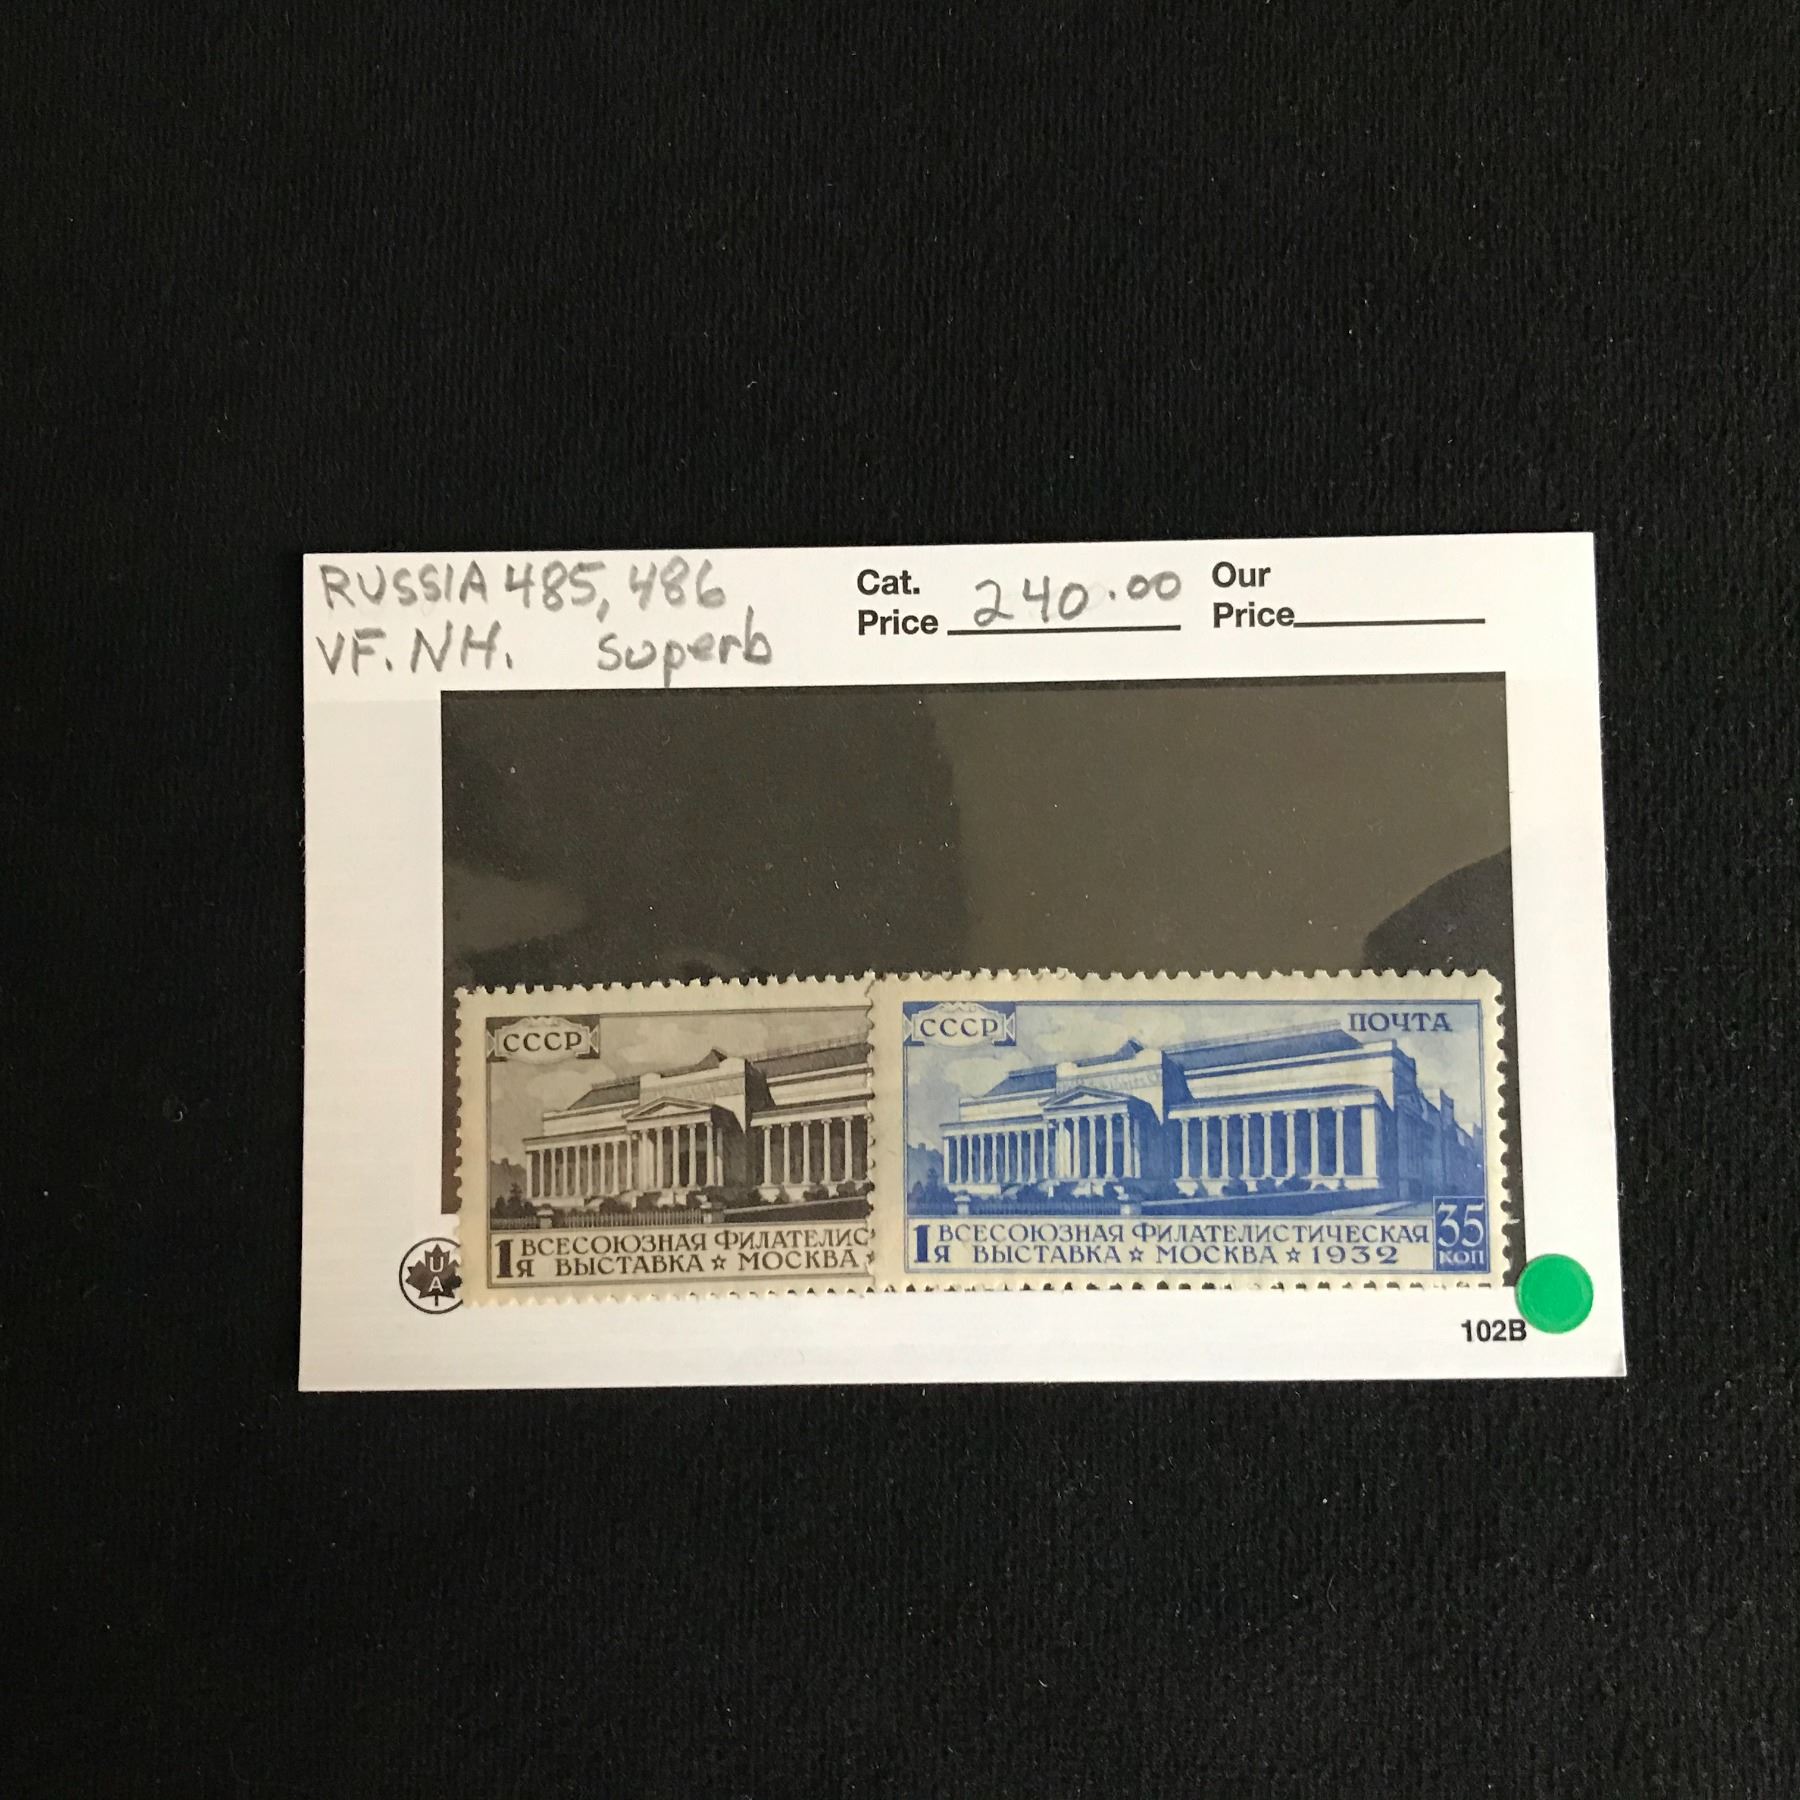 RUSSIA 485, 486
VF. NH. superb
Cat.
Price 240.00
Our
Price
СССР
1Я ВСЕСОЮЗНАЯ ФИЛАТЕЛИС
ВЫСТАВКА ☆ МОСКВА
СССР
ПОЧТА
1Я ВСЕСОЮЗНАЯ ФИЛАТЕЛИСТИЧЕСКАЯ
ВЫСТАВКА ☆ МОСКВА ☆ 1932
35
КОП
U
A
102B